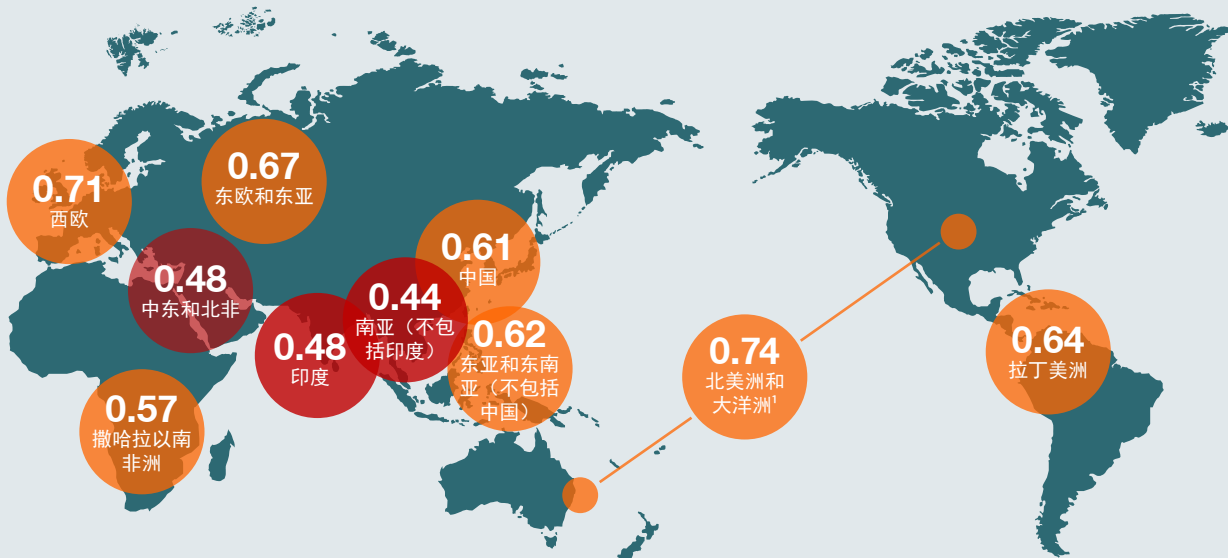 0.71
西欧
0.67
东欧和东亚
0.48
中东和北非
0.57
撒哈拉以南
非洲
0.48
印度
0.44
南亚（不包
括印度）
0.61
中国
0.62
东亚和东南
亚（不包括
中国）
0.74
北美洲和
大洋洲¹
0.64
拉丁美洲